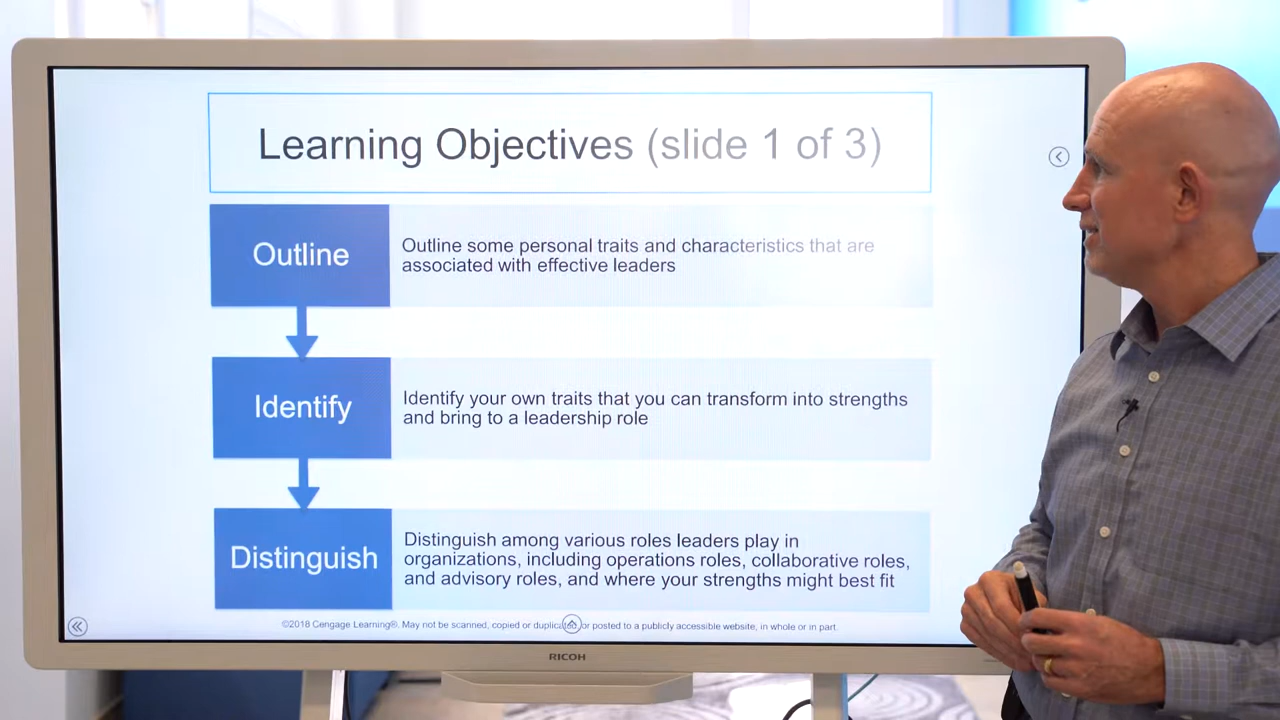 Learning Objectives (slide 1 of 3)
Outline
Outline some personal traits and characteristics that are
associated with effective leaders
Identify
Identify your own traits that you can transform into strengths
and bring to a leadership role
Distinguish
Distinguish among various roles leaders play in
organizations, including operations roles, collaborative roles,
and advisory roles, and where your strengths might best fit
©2018 Cengage Learning®. May not be scanned, copied or or posted to a publicly accessible website, in whole or in part.
RICOH